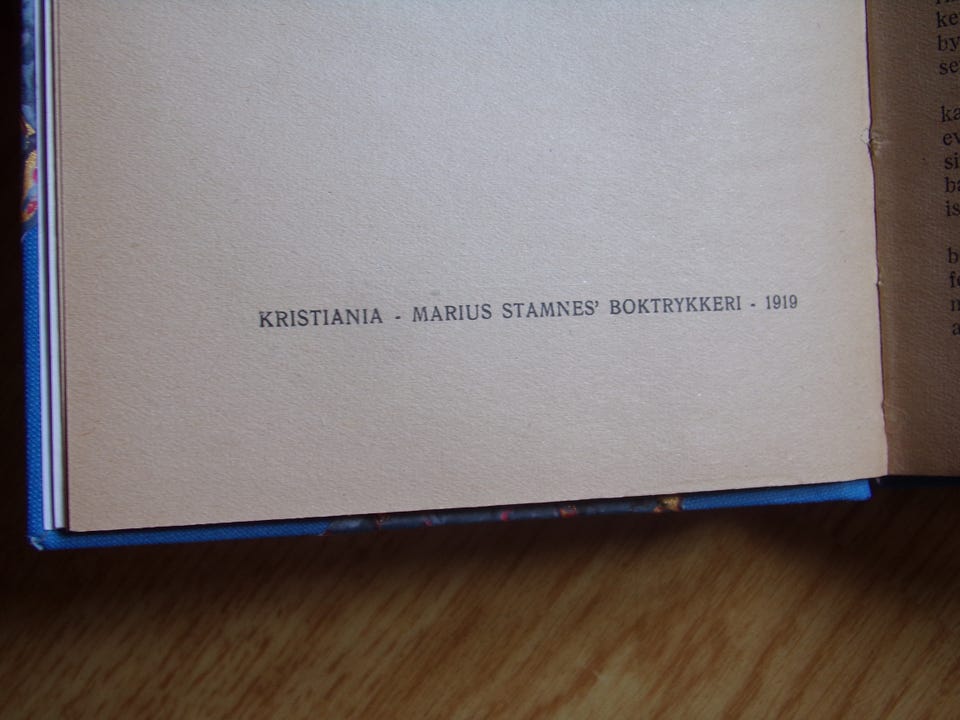 KRISTIANIA - MARIUS STAMNES' BOKTRYKKERI - 1919